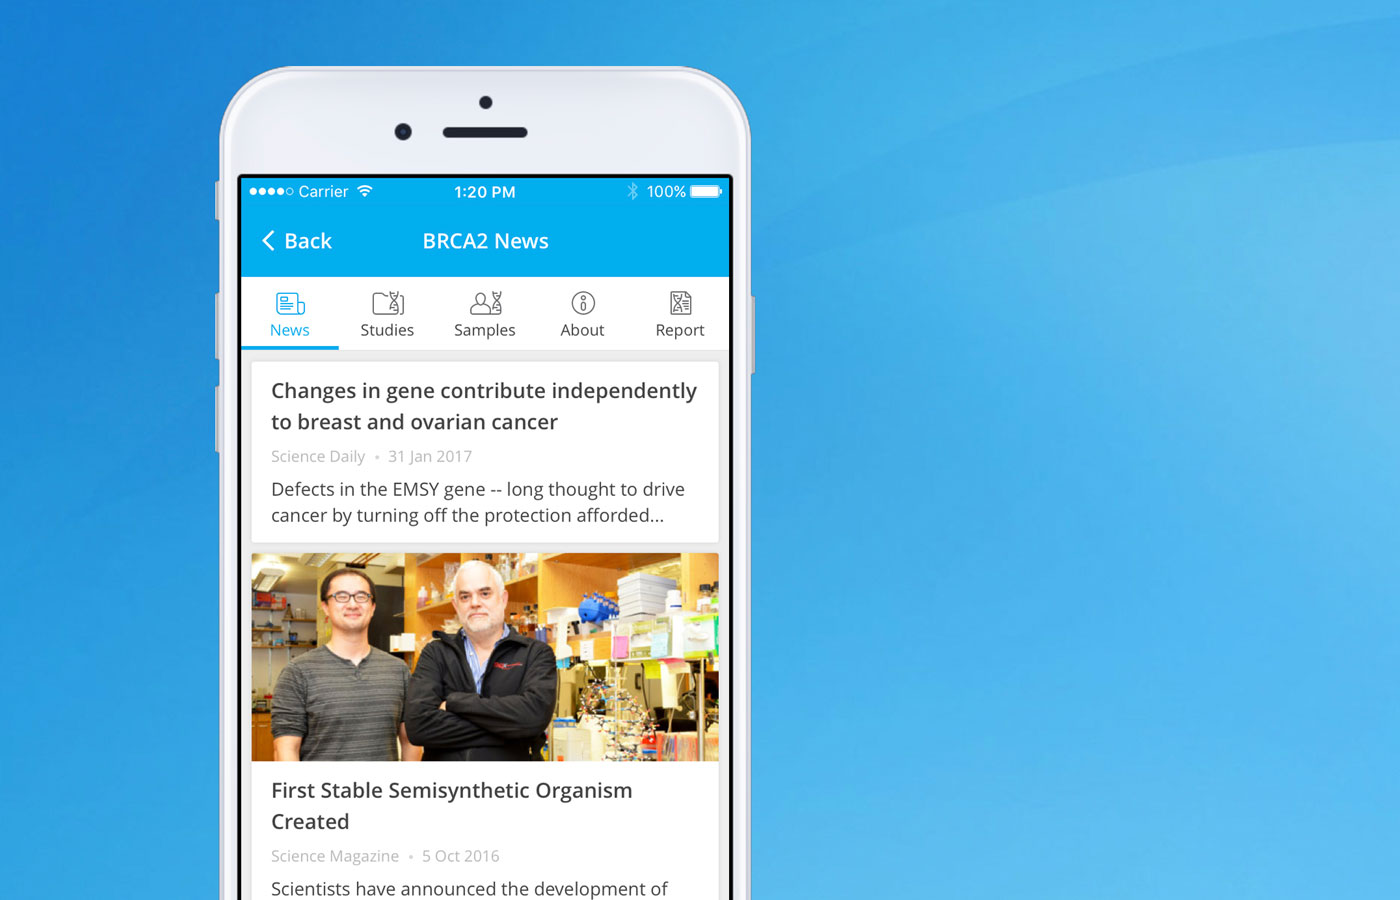 Carrier 1:20 PM 100%
Back BRCA2 News
News Studies Samples About Report
Changes in gene contribute independently
to breast and ovarian cancer
Science Daily • 31 Jan 2017
Defects in the EMSY gene -- long thought to drive
cancer by turning off the protection afforded...
First Stable Semisynthetic Organism
Created
Science Magazine • 5 Oct 2016
Scientists have announced the development of